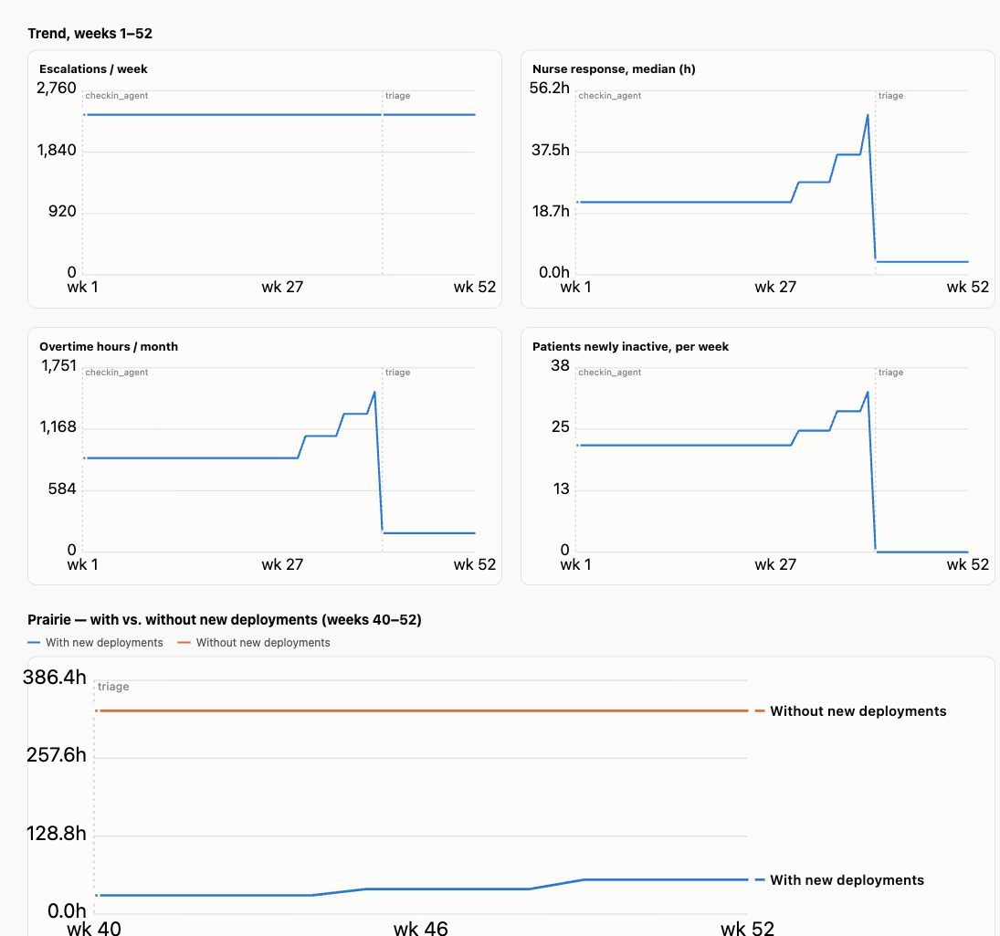 Trend, weeks 1–52
Escalations / week
2,760
checkin_agent
triage
1,840
920
0
wk 1
wk 27
wk 52
Nurse response, median (h)
56.2h
checkin_agent
triage
37.5h
18.7h
0.0h
wk 1
wk 27
wk 52
Overtime hours / month
1,751
checkin_agent
triage
1,168
584
0
wk 1
wk 27
wk 52
Patients newly inactive, per week
38
checkin_agent
triage
25
13
0
wk 1
wk 27
wk 52
Prairie — with vs. without new deployments (weeks 40–52)
With new deployments
Without new deployments
386.4h
triage
Without new deployments
257.6h
128.8h
With new deployments
0.0h
wk 40
wk 46
wk 52